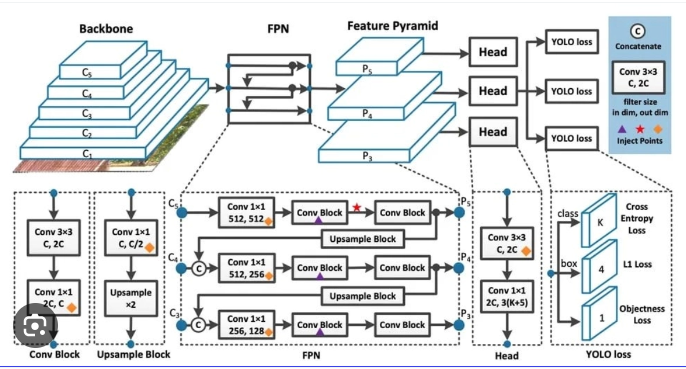 Backbone
FPN
Feature Pyramid
C5
C4
C3
C2
C1
P5
P4
P3
Head
Head
Head
YOLO loss
YOLO loss
YOLO loss
C
Concatenate
Conv 3×3
C, 2C
filter size
in dim, out dim
Inject Points
Conv 3×3
C, 2C
Conv 1×1
2C, C
Conv Block
Conv 1×1
C, C/2
Upsample
×2
Upsample Block
C5
Conv 1×1
512, 512
Conv Block
Conv Block
P5
Upsample Block
C4
C
Conv 1×1
512, 256
Conv Block
Conv Block
P4
Upsample Block
C3
C
Conv 1×1
256, 128
Conv Block
Conv Block
P3
FPN
Conv 3×3
C, 2C
Conv 1×1
2C, 3(K+5)
Head
class
K
Cross
Entropy
Loss
box
4
L1 Loss
1
Objectness
Loss
YOLO loss